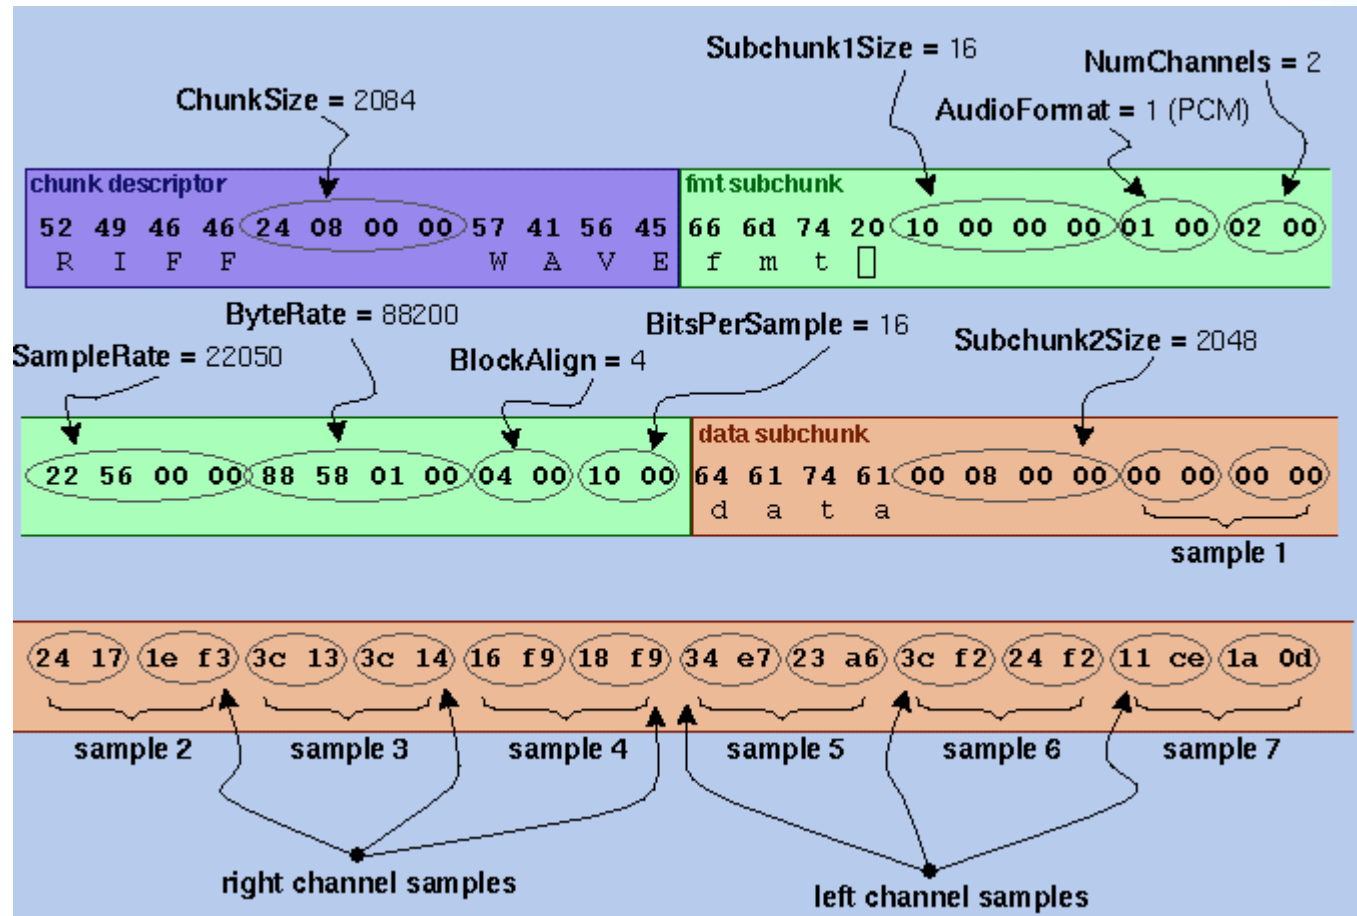 Subchunk1Size = 16
NumChannels = 2
ChunkSize = 2084
AudioFormat = 1 (PCM)
chunk descriptor
fmt subchunk
52 49 46 46 24 08 00 00 57 41 56 45 66 6d 74 20 10 00 00 00 01 00 02 00
R I F F W A V E f m t
ByteRate = 88200
BitsPerSample = 16
Subchunk2Size = 2048
SampleRate = 22050
BlockAlign = 4
data subchunk
22 56 00 00 88 58 01 00 04 00 10 00 64 61 74 61 00 08 00 00 00 00 00 00
d a t a
sample 1
24 17 1e f3 3c 13 3c 14 16 f9 18 f9 34 e7 23 a6 3c f2 24 f2 11 ce 1a 0d
sample 2 sample 3 sample 4 sample 5 sample 6 sample 7
right channel samples
left channel samples